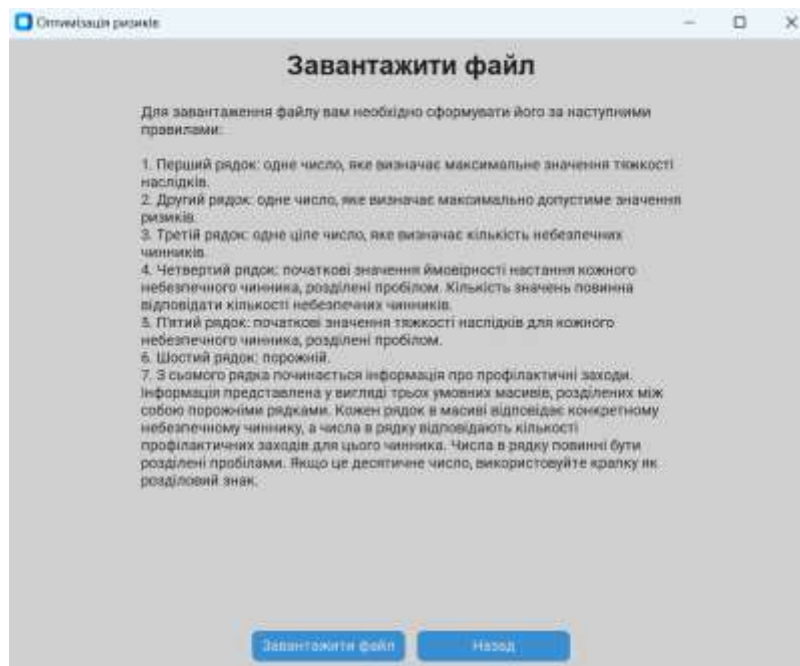 Оптимізація ризиків
Завантажити файл
Для завантаження файлу вам необхідно сформувати його за наступними
правилами:
1. Перший рядок: одне число, яке визначає максимальне значення тяжкості
наслідків.
2. Другий рядок: одне число, яке визначає максимально допустиме значення
ризиків.
3. Третій рядок: одне ціле число, яке визначає кількість небезпечних
чинників.
4. Четвертий рядок: початкові значення ймовірності настання кожного
небезпечного чинника, розділені пробілом. Кількість значень повинна
відповідати кількості небезпечних чинників.
5. П'ятий рядок: початкові значення тяжкості наслідків для кожного
небезпечного чинника, розділені пробілом.
6. Шостий рядок: порожній.
7. З сьомого рядка починається інформація про профілактичні заходи.
Інформація представлена у вигляді трьох умовних масивів, розділених між
собою порожніми рядками. Кожен рядок в масиві відповідає конкретному
небезпечному чиннику, а числа в рядку відповідають кількості
профілактичних заходів для цього чинника. Числа в рядку повинні бути
розділені пробілами. Якщо це десятичне число, використовуйте крапку як
розділовий знак.
Завантажити файл
Назад